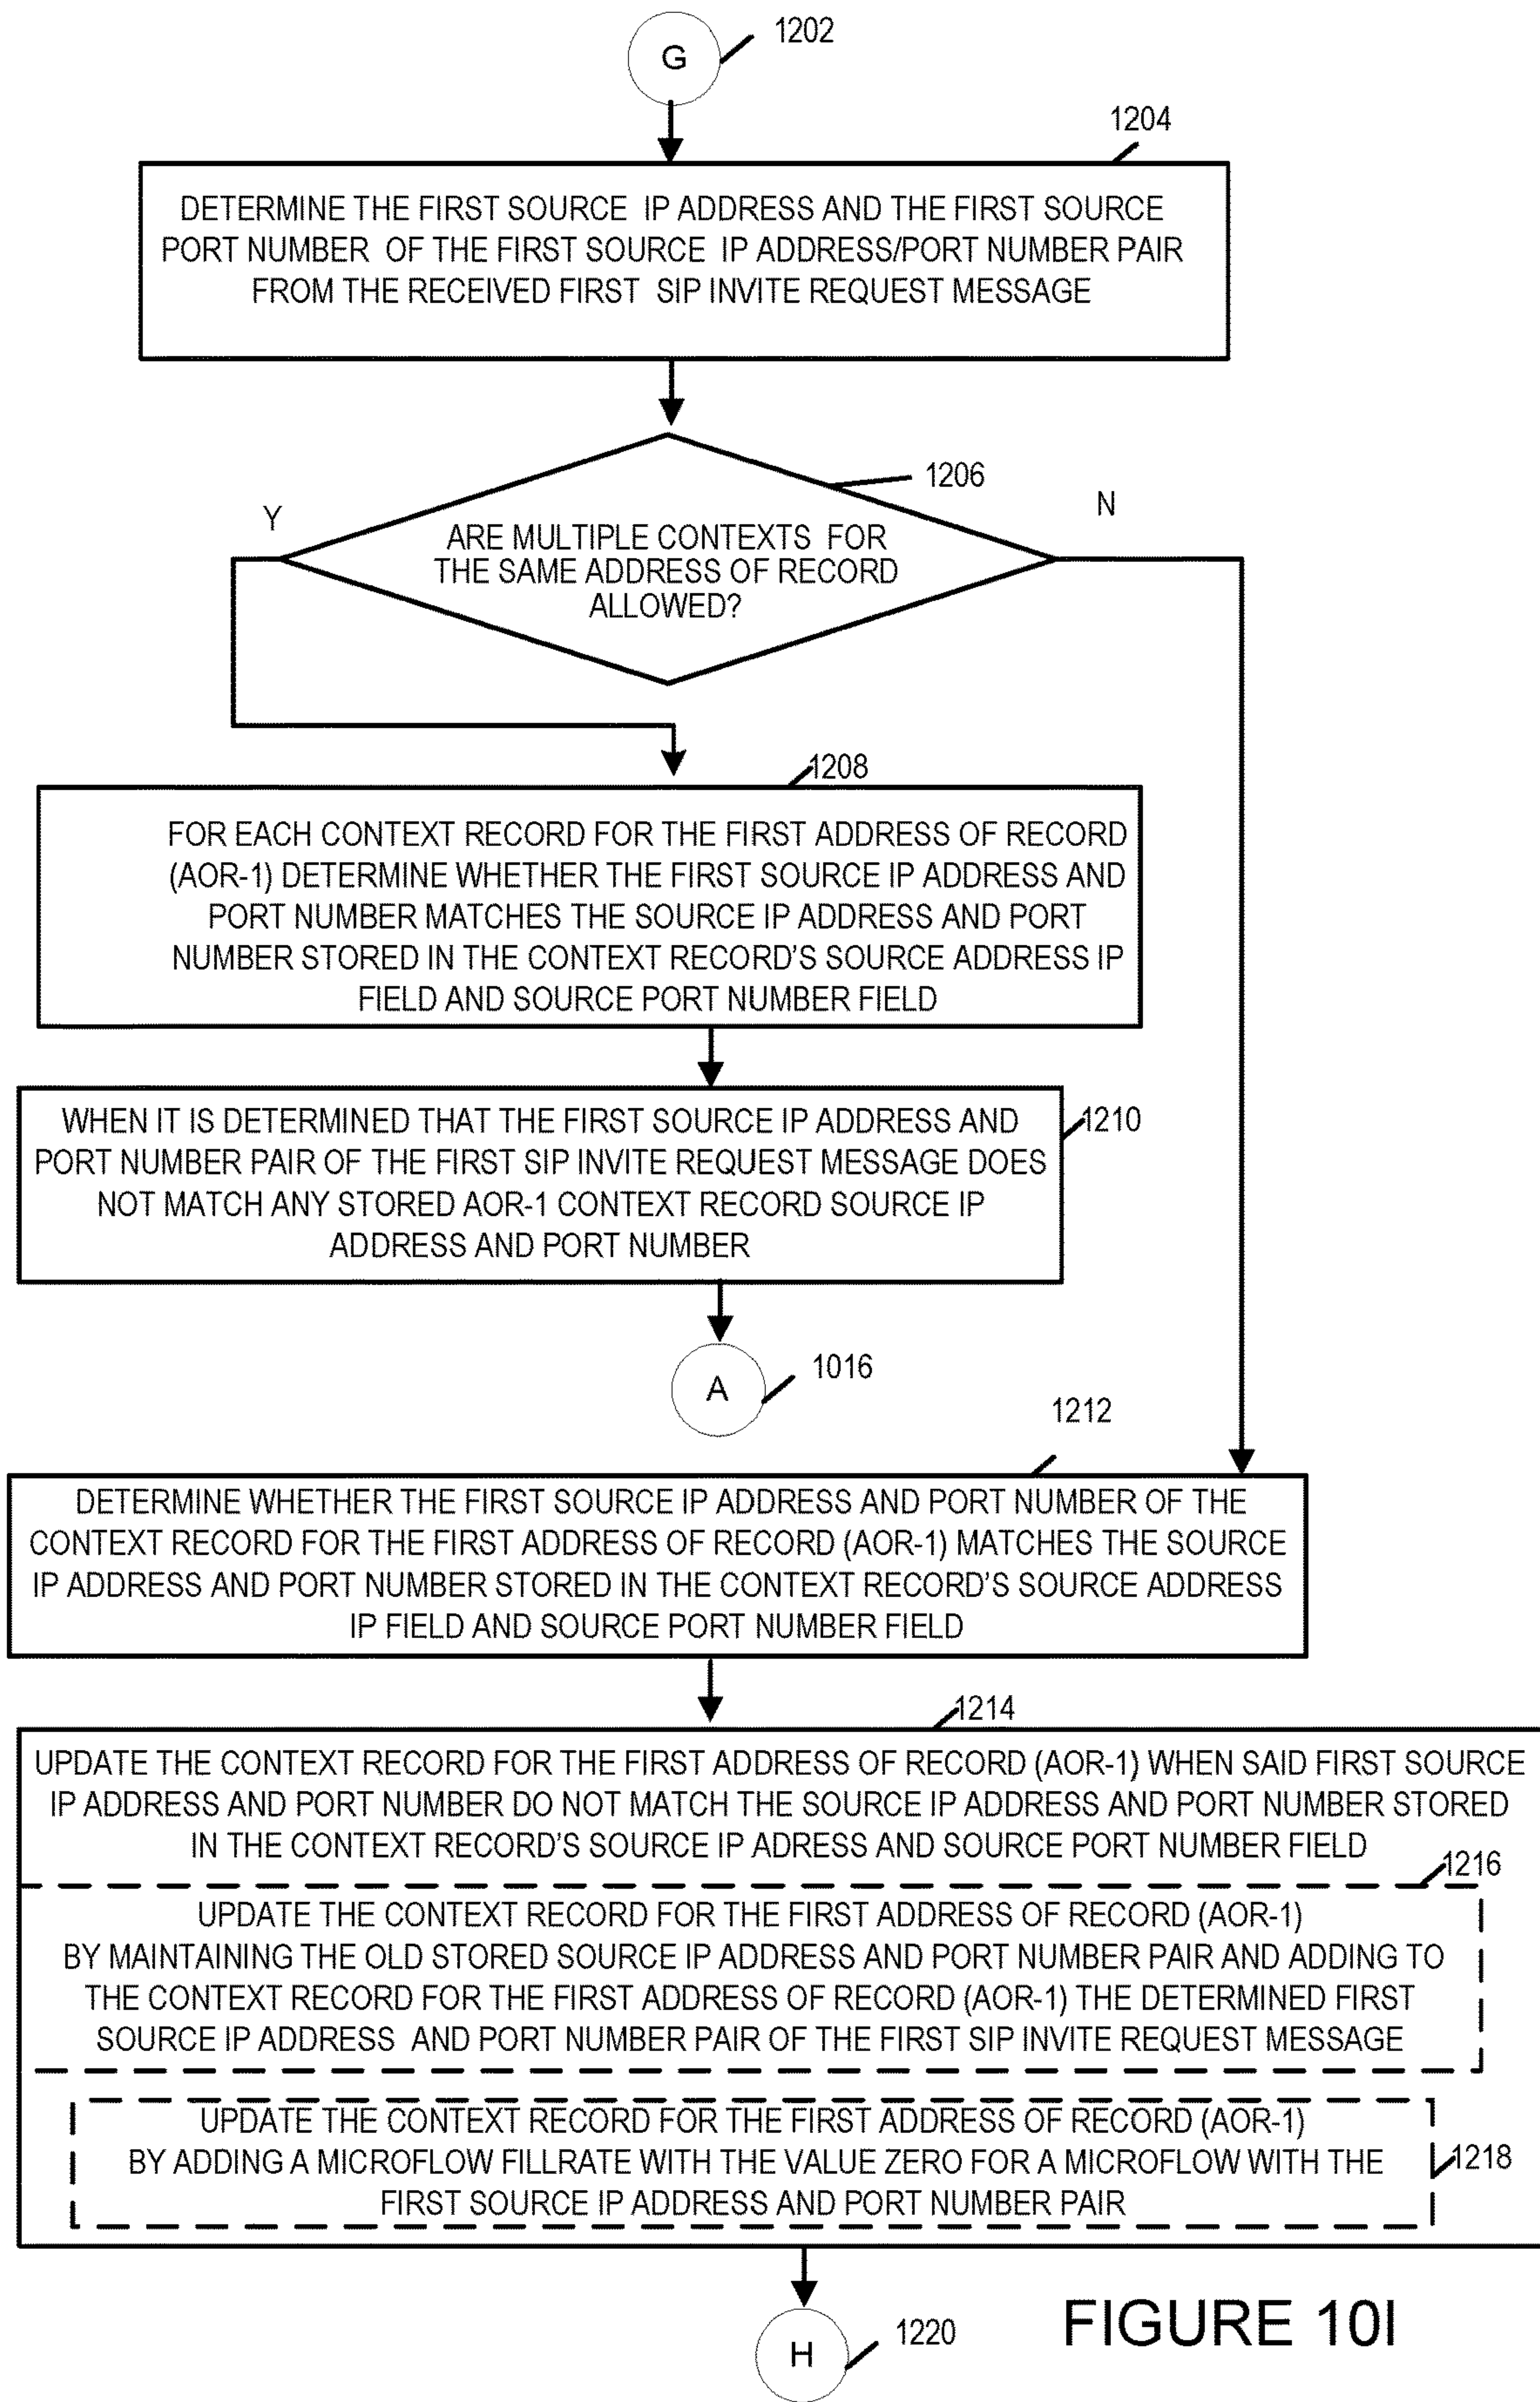 G
1202
1204
DETERMINE THE FIRST SOURCE IP ADDRESS AND THE FIRST SOURCE
PORT NUMBER OF THE FIRST SOURCE IP ADDRESS/PORT NUMBER PAIR
FROM THE RECEIVED FIRST SIP INVITE REQUEST MESSAGE
1206
Y
N
ARE MULTIPLE CONTEXTS FOR
THE SAME ADDRESS OF RECORD
ALLOWED?
1208
FOR EACH CONTEXT RECORD FOR THE FIRST ADDRESS OF RECORD
(AOR-1) DETERMINE WHETHER THE FIRST SOURCE IP ADDRESS AND
PORT NUMBER MATCHES THE SOURCE IP ADDRESS AND PORT
NUMBER STORED IN THE CONTEXT RECORD'S SOURCE ADDRESS IP
FIELD AND SOURCE PORT NUMBER FIELD
WHEN IT IS DETERMINED THAT THE FIRST SOURCE IP ADDRESS AND
PORT NUMBER PAIR OF THE FIRST SIP INVITE REQUEST MESSAGE DOES
NOT MATCH ANY STORED AOR-1 CONTEXT RECORD SOURCE IP
ADDRESS AND PORT NUMBER
1210
A
1016
1212
DETERMINE WHETHER THE FIRST SOURCE IP ADDRESS AND PORT NUMBER OF THE
CONTEXT RECORD FOR THE FIRST ADDRESS OF RECORD (AOR-1) MATCHES THE SOURCE
IP ADDRESS AND PORT NUMBER STORED IN THE CONTEXT RECORD'S SOURCE ADDRESS
IP FIELD AND SOURCE PORT NUMBER FIELD
1214
UPDATE THE CONTEXT RECORD FOR THE FIRST ADDRESS OF RECORD (AOR-1) WHEN SAID FIRST SOURCE
IP ADDRESS AND PORT NUMBER DO NOT MATCH THE SOURCE IP ADDRESS AND PORT NUMBER STORED
IN THE CONTEXT RECORD'S SOURCE IP ADRESS AND SOURCE PORT NUMBER FIELD
1216
UPDATE THE CONTEXT RECORD FOR THE FIRST ADDRESS OF RECORD (AOR-1)
BY MAINTAINING THE OLD STORED SOURCE IP ADDRESS AND PORT NUMBER PAIR AND ADDING TO
THE CONTEXT RECORD FOR THE FIRST ADDRESS OF RECORD (AOR-1) THE DETERMINED FIRST
SOURCE IP ADDRESS AND PORT NUMBER PAIR OF THE FIRST SIP INVITE REQUEST MESSAGE
UPDATE THE CONTEXT RECORD FOR THE FIRST ADDRESS OF RECORD (AOR-1)
BY ADDING A MICROFLOW FILLRATE WITH THE VALUE ZERO FOR A MICROFLOW WITH THE
FIRST SOURCE IP ADDRESS AND PORT NUMBER PAIR
1218
H
1220
FIGURE 10I